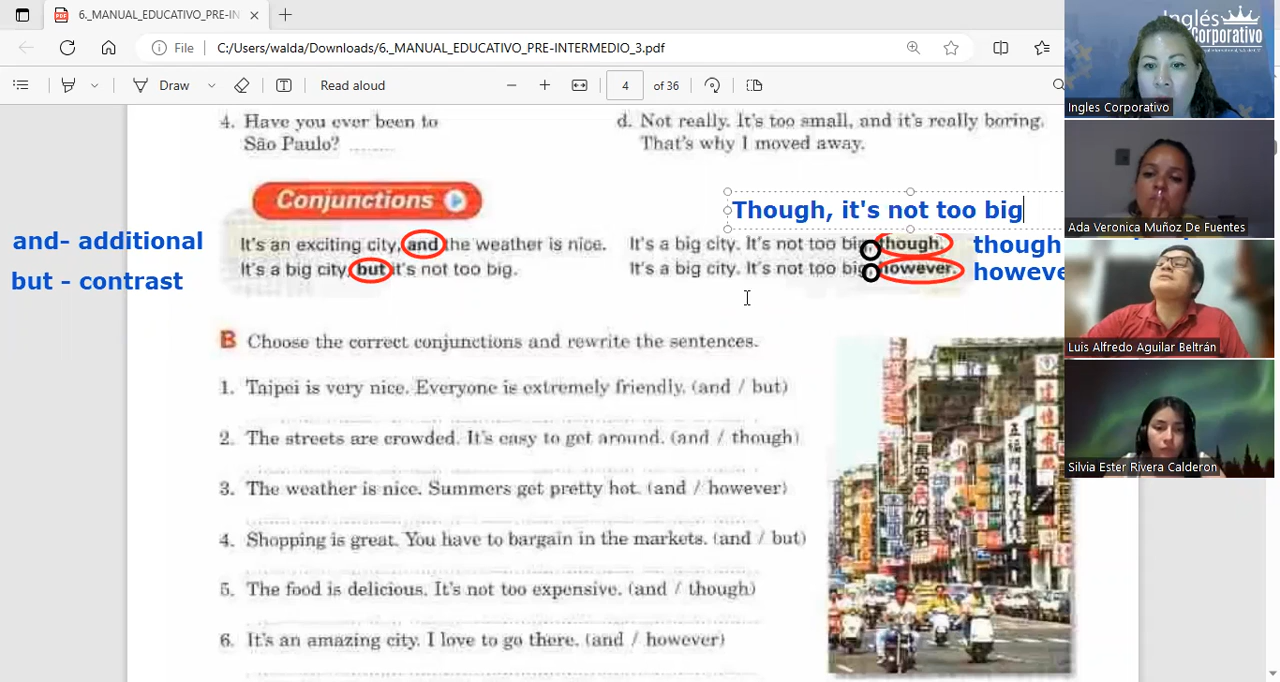 6._MANUAL_EDUCATIVO_PRE-IN
File C:/Users/walda/Downloads/6._MANUAL_EDUCATIVO_PRE-INTERMEDIO_3.pdf
Draw Read aloud 4 of 36
Inglés
Corporativo
Ingles Corporativo
Ada Veronica Muñoz De Fuentes
Luis Alfredo Aguilar Beltrán
Silvia Ester Rivera Calderon
4. Have you ever been to
São Paulo?
d. Not really. It's too small, and it's really boring.
That's why I moved away.
Conjunctions
Though, it's not too big
and- additional
but - contrast
It's an exciting city, and the weather is nice.
It's a big city, but it's not too big.
It's a big city. It's not too big, though.
It's a big city. It's not too big, however.
though
howeve
B Choose the correct conjunctions and rewrite the sentences.
1. Taipei is very nice. Everyone is extremely friendly. (and / but)
2. The streets are crowded. It's easy to get around. (and / though)
3. The weather is nice. Summers get pretty hot. (and / however)
4. Shopping is great. You have to bargain in the markets. (and / but)
5. The food is delicious. It's not too expensive. (and / though)
6. It's an amazing city. I love to go there. (and / however)